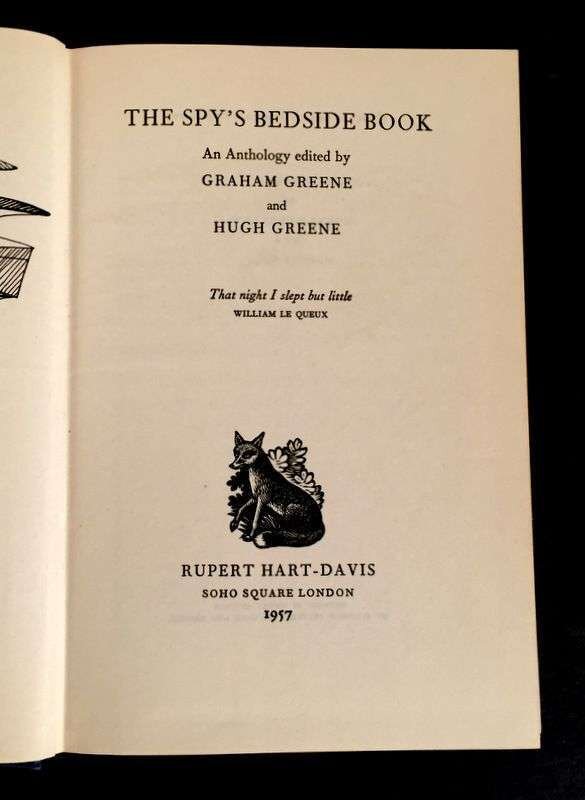 THE SPY'S BEDSIDE BOOK
An Anthology edited by
GRAHAM GREENE
and
HUGH GREENE
That night I slept but little
WILLIAM LE QUEUX
RUPERT HART-DAVIS
SOHO SQUARE LONDON
1957